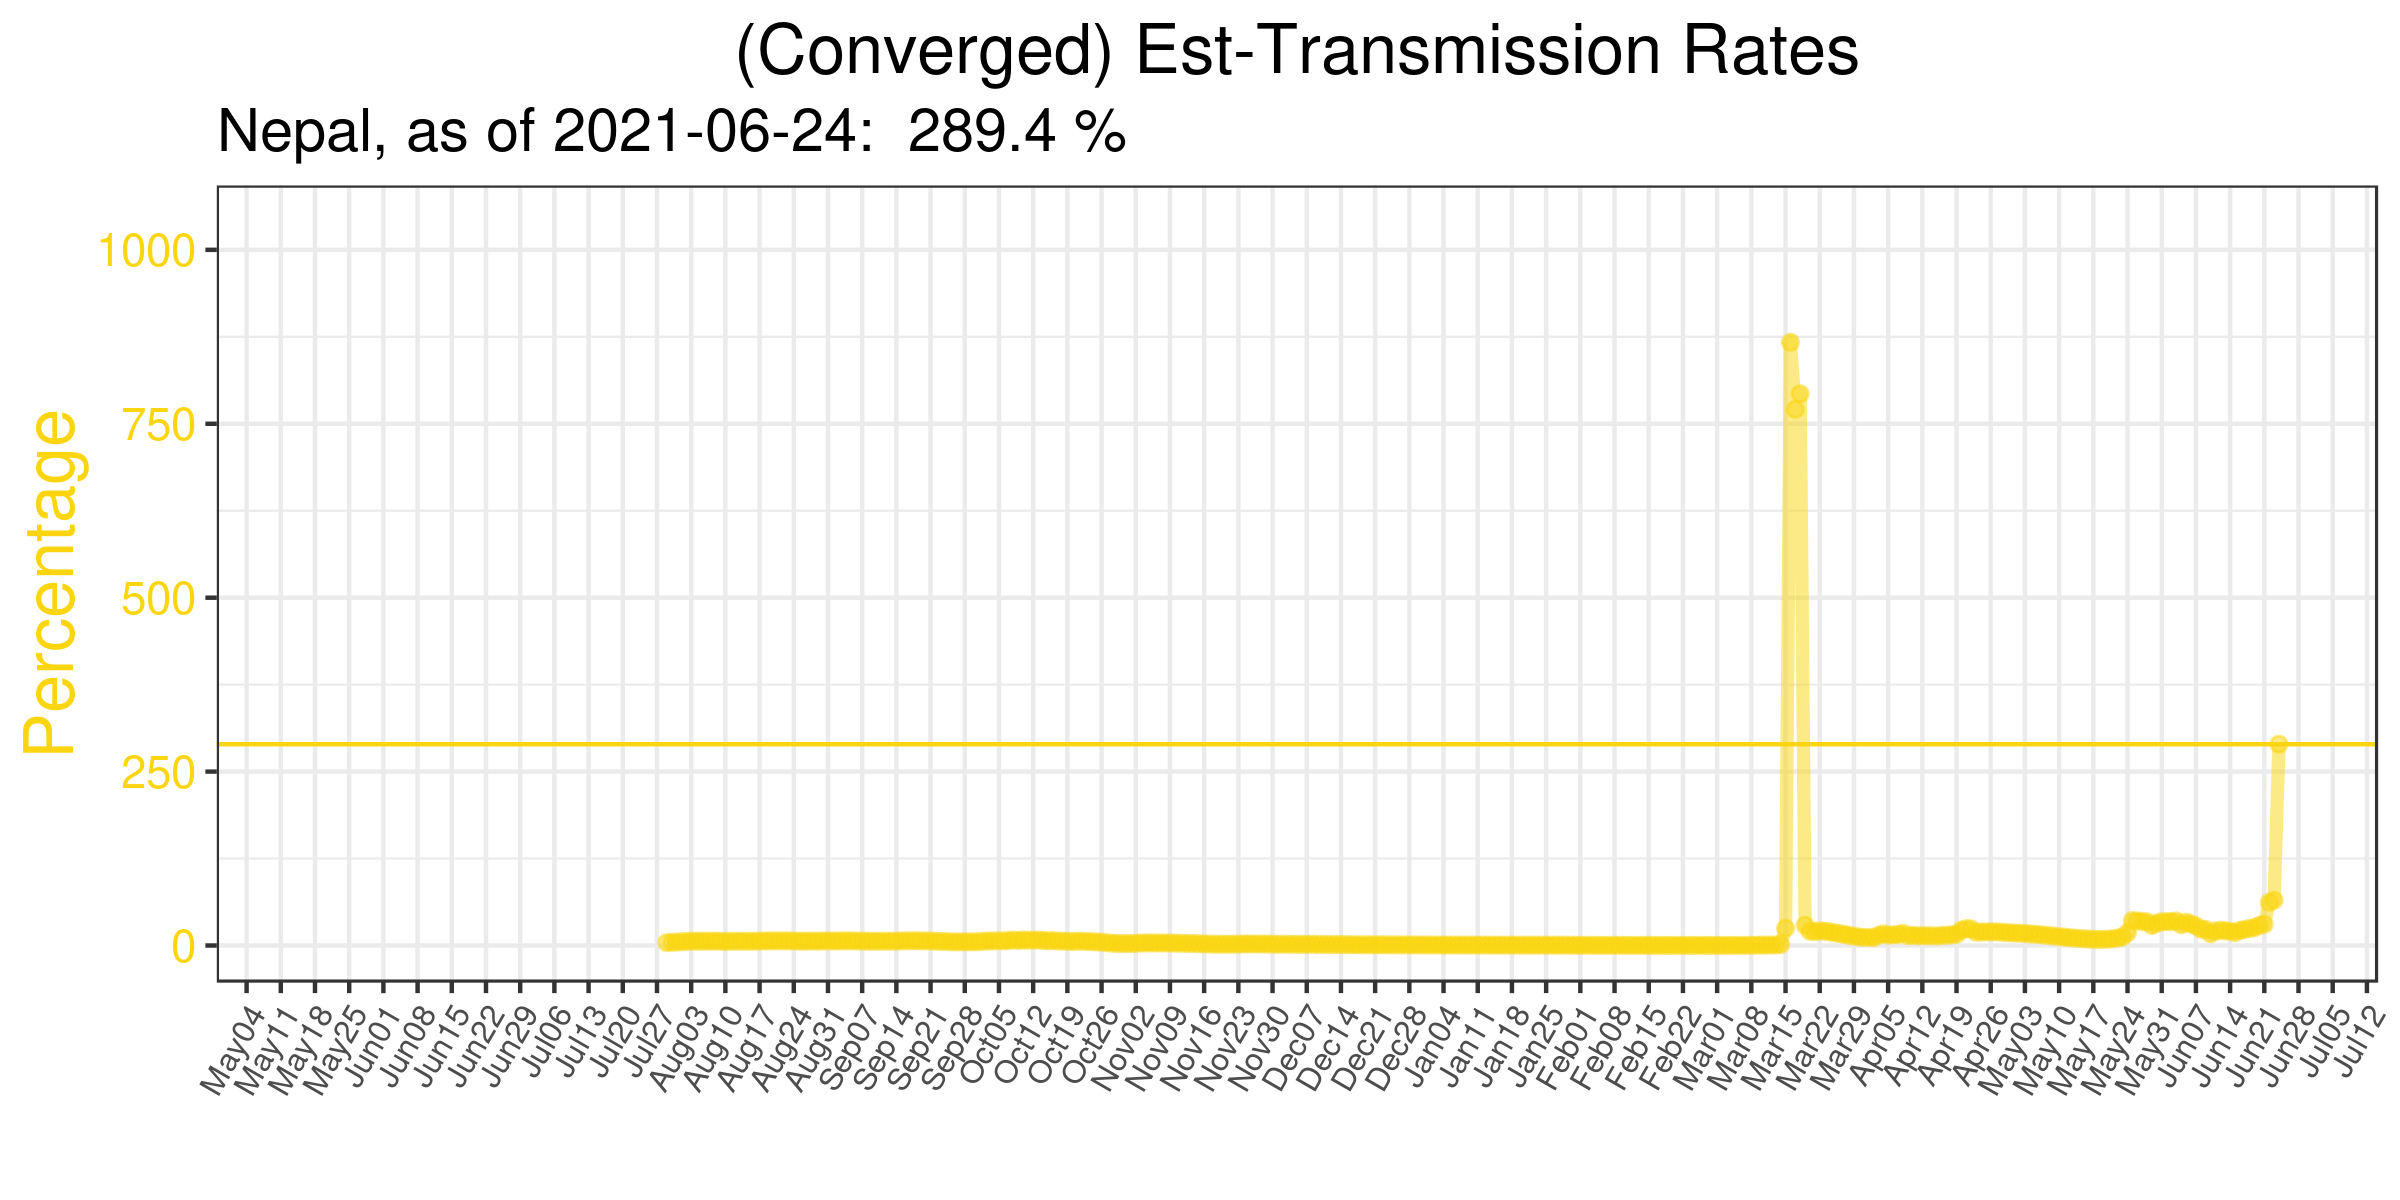 (Converged) Est-Transmission Rates
Nepal, as of 2021-06-24:  289.4 %
Percentage
1000
750
500
250
0
May04
May11
May18
May25
Jun01
Jun08
Jun15
Jun22
Jun29
Jul06
Jul13
Jul20
Jul27
Aug03
Aug10
Aug17
Aug24
Aug31
Sep07
Sep14
Sep21
Sep28
Oct05
Oct12
Oct19
Oct26
Nov02
Nov09
Nov16
Nov23
Nov30
Dec07
Dec14
Dec21
Dec28
Jan04
Jan11
Jan18
Jan25
Feb01
Feb08
Feb15
Feb22
Mar01
Mar08
Mar15
Mar22
Mar29
Apr05
Apr12
Apr19
Apr26
May03
May10
May17
May24
May31
Jun07
Jun14
Jun21
Jun28
Jul05
Jul12